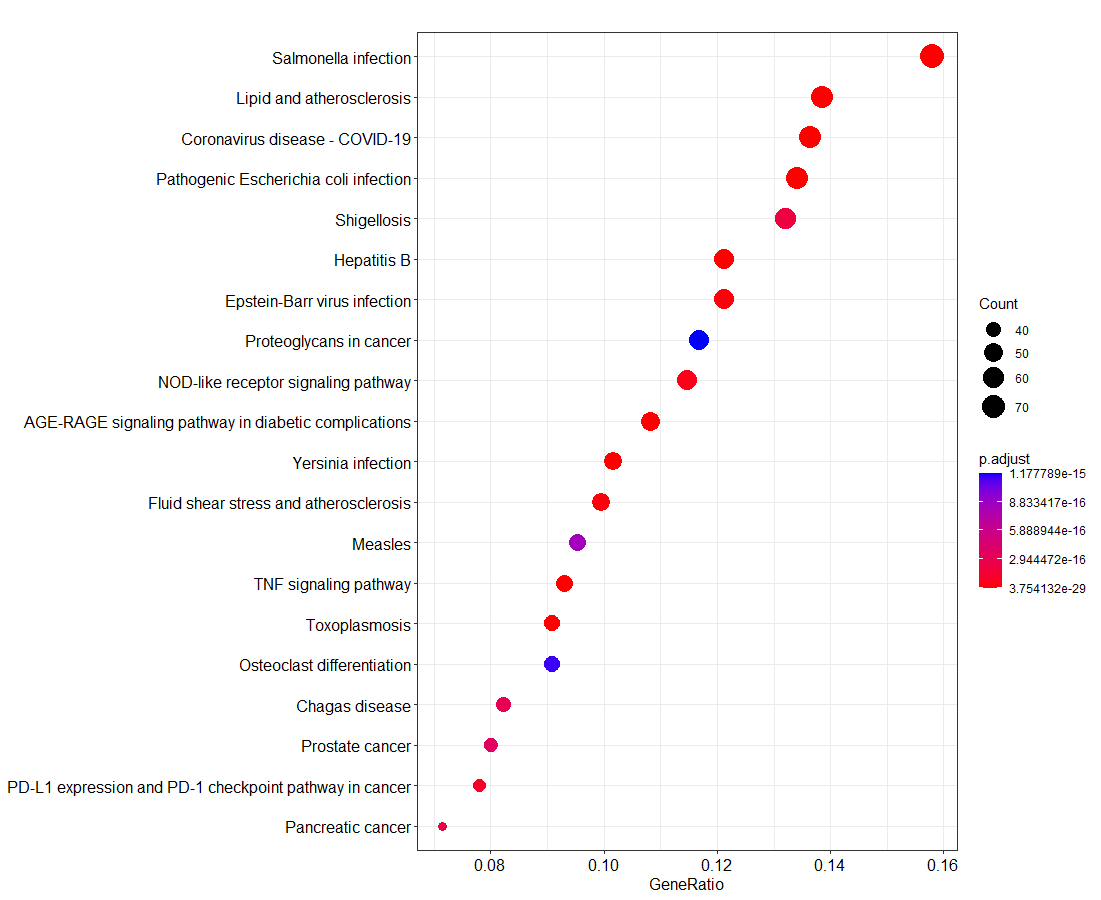 Salmonella infection
Lipid and atherosclerosis
Coronavirus disease - COVID-19
Pathogenic Escherichia coli infection
Shigellosis
Hepatitis B
Epstein-Barr virus infection
Proteoglycans in cancer
NOD-like receptor signaling pathway
AGE-RAGE signaling pathway in diabetic complications
Yersinia infection
Fluid shear stress and atherosclerosis
Measles
TNF signaling pathway
Toxoplasmosis
Osteoclast differentiation
Chagas disease
Prostate cancer
PD-L1 expression and PD-1 checkpoint pathway in cancer
Pancreatic cancer
0.08 0.10 0.12 0.14 0.16
GeneRatio
Count
40
50
60
70
p.adjust
1.177789e-15
8.833417e-16
5.888944e-16
2.944472e-16
3.754132e-29